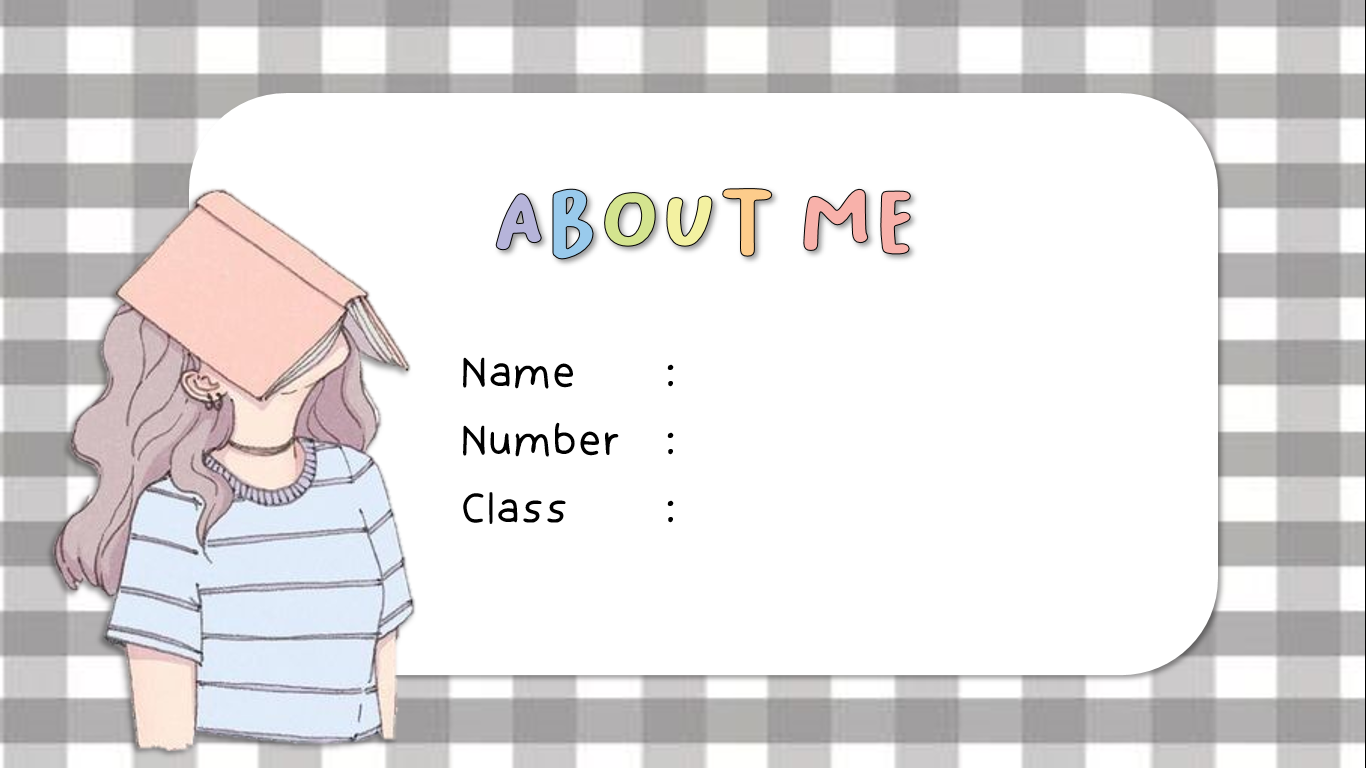 ABOUT ME
Name :
Number :
Class :